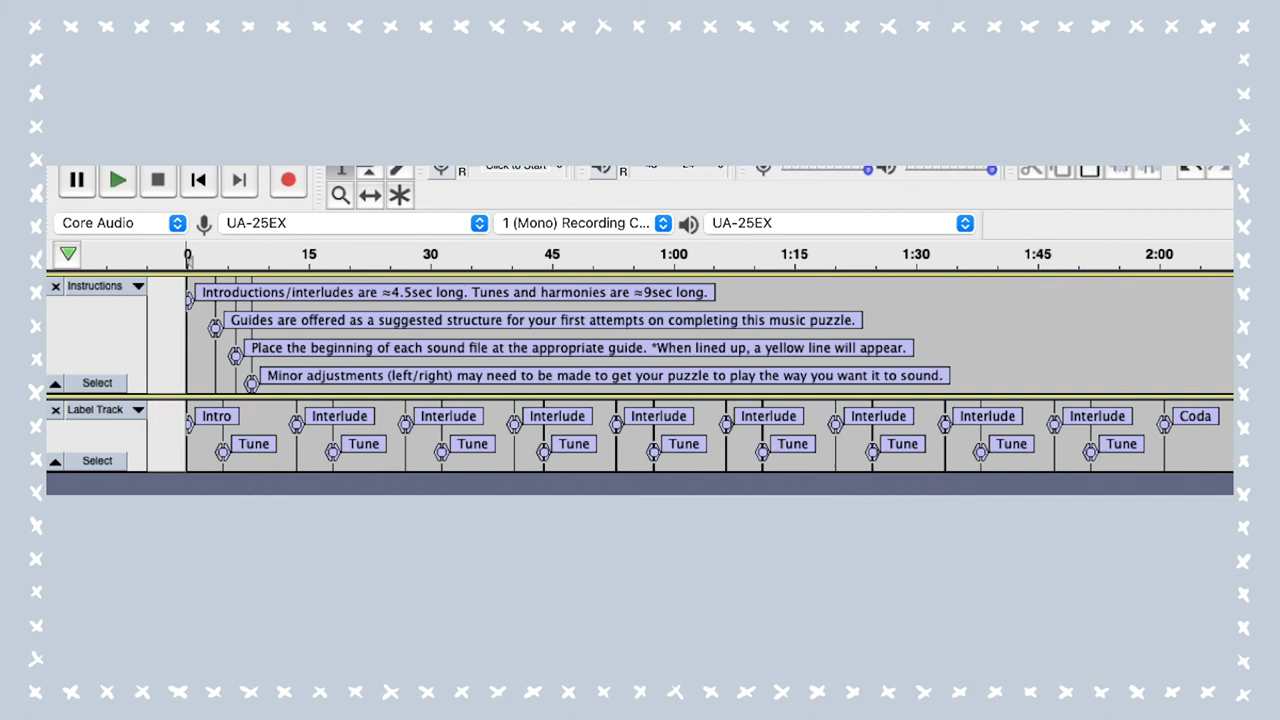 R
R
Core Audio UA-25EX 1 (Mono) Recording C... UA-25EX
0 15 30 45 1:00 1:15 1:30 1:45 2:00
Instructions
Introductions/interludes are ≈4.5sec long. Tunes and harmonies are ≈9sec long.
Guides are offered as a suggested structure for your first attempts on completing this music puzzle.
Place the beginning of each sound file at the appropriate guide. *When lined up, a yellow line will appear.
Minor adjustments (left/right) may need to be made to get your puzzle to play the way you want it to sound.
Select
Label Track
Intro Interlude Interlude Interlude Interlude Interlude Interlude Interlude Interlude Coda
Tune Tune Tune Tune Tune Tune Tune Tune Tune
Select